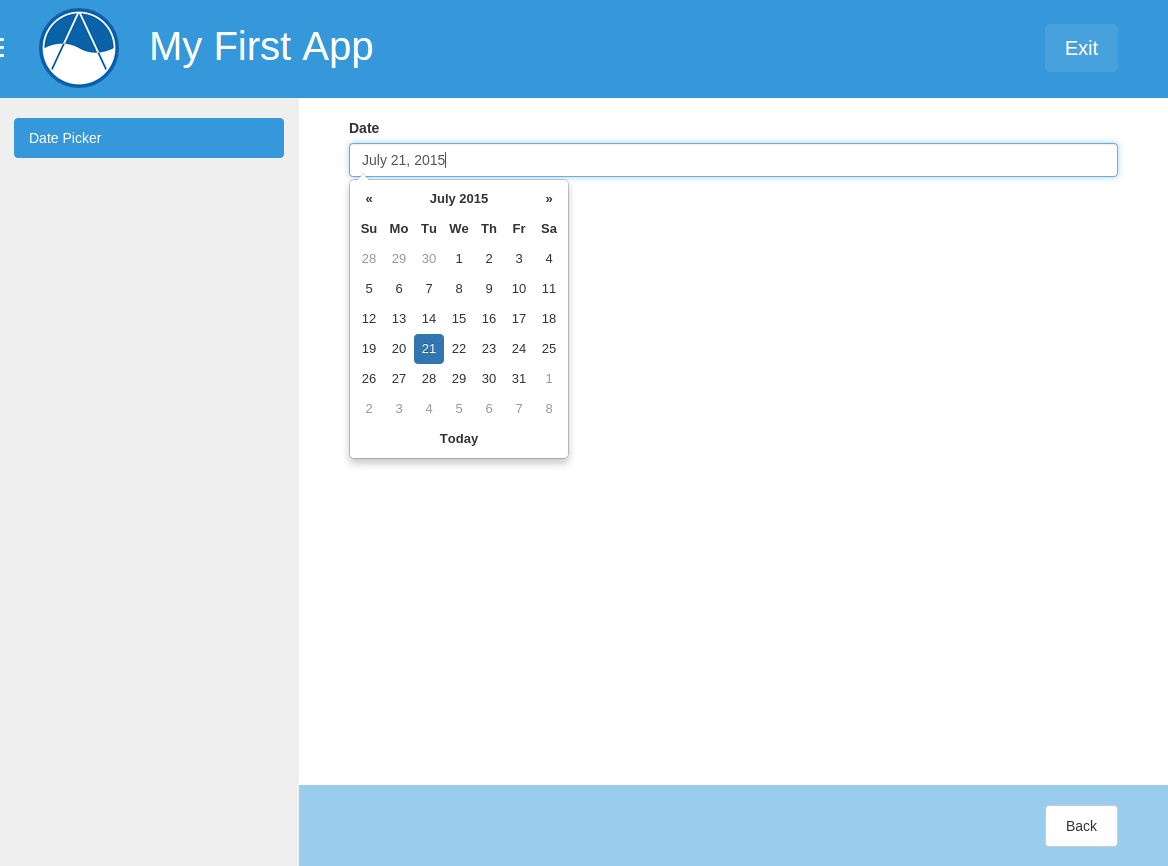 My First App
Exit
Date Picker
Date
July 21, 2015
« July 2015 »
Su Mo Tu We Th Fr Sa
28 29 30 1 2 3 4
5 6 7 8 9 10 11
12 13 14 15 16 17 18
19 20 21 22 23 24 25
26 27 28 29 30 31 1
2 3 4 5 6 7 8
Today
Back